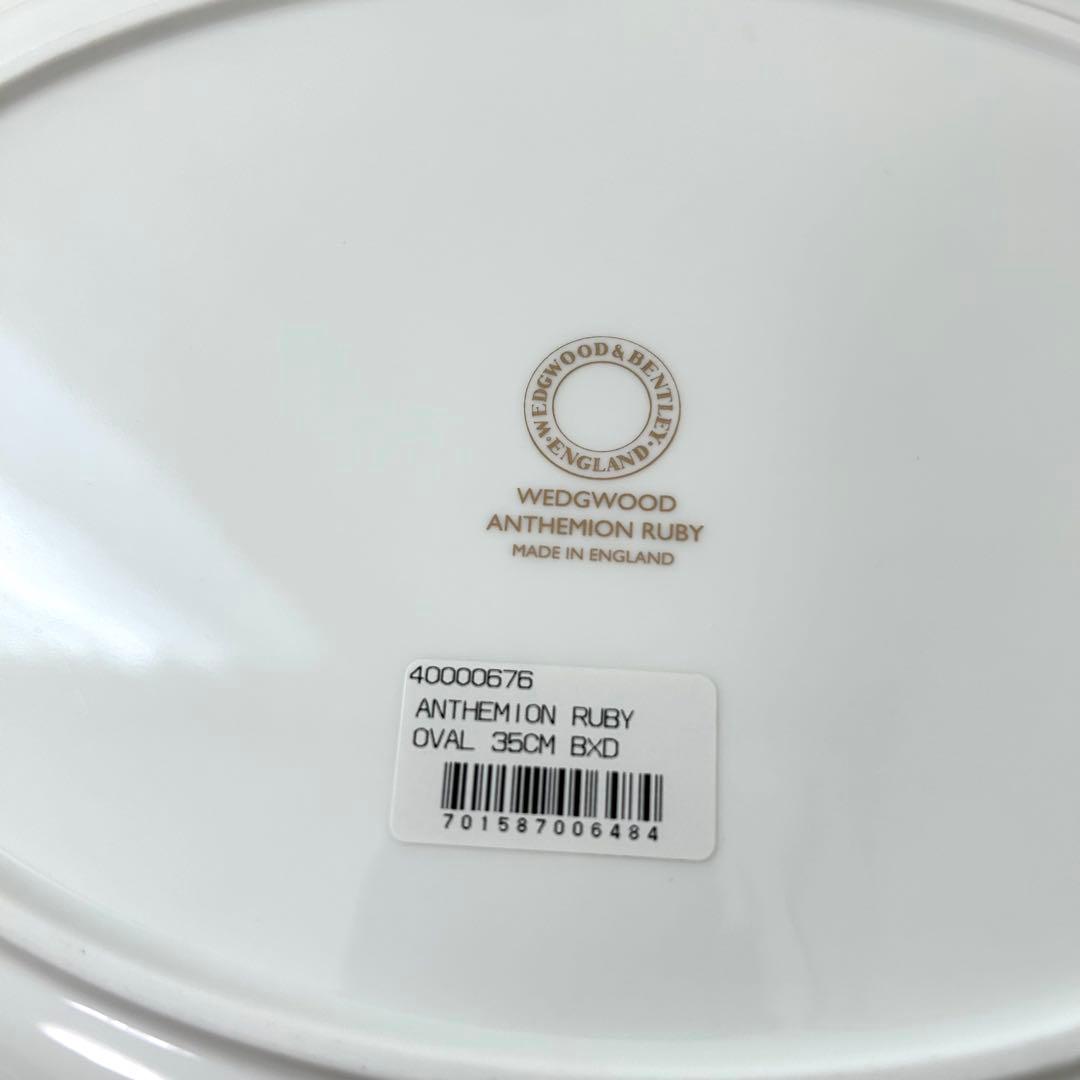 WEDGWOOD & BENTLEY · ENGLAND ·
WEDGWOOD
ANTHEMION RUBY
MADE IN ENGLAND
40000676
ANTHEMION RUBY
OVAL 35CM BXD
701587006484